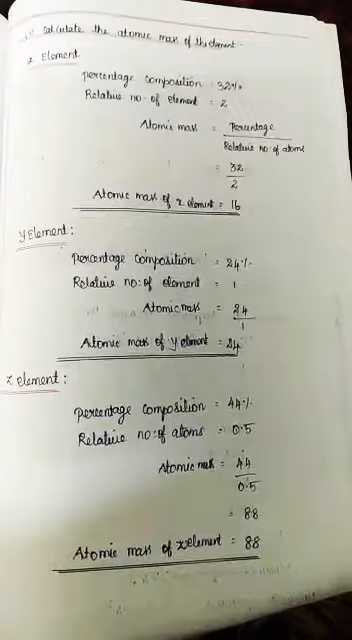 1) Calculate the atomic mass of the element
x Element
percentage composition = 32%
Relative no. of element = 2
Atomic mass = Percentage
Relative no. of atoms
= 32
2
Atomic mass of x element = 16
y Element:
Percentage composition = 24%
Relative no. of element = 1
Atomic mass = 24
1
Atomic mass of y element = 24
z element:
Percentage composition = 44%
Relative no. of atoms = 0.5
Atomic mass = 44
0.5
= 88
Atomic mass of z element = 88